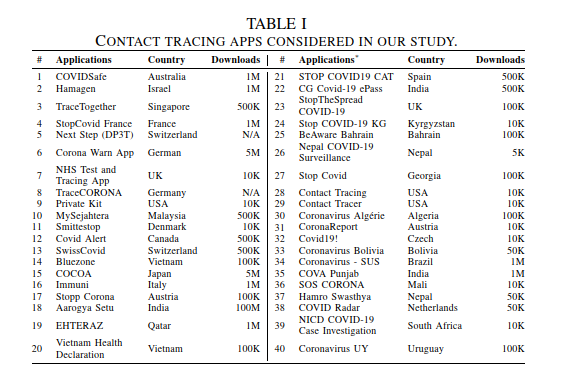 TABLE I
CONTACT TRACING APPS CONSIDERED IN OUR STUDY.
# Applications Country Downloads # Applications* Country Downloads
1 COVIDSafe Australia 1M 21 STOP COVID19 CAT Spain 500K
2 Hamagen Israel 1M 22 CG Covid-19 ePass India 500K
3 TraceTogether Singapore 500K 23 StopTheSpread COVID-19 UK 100K
4 StopCovid France France 1M 24 Stop COVID-19 KG Kyrgyzstan 10K
5 Next Step (DP3T) Switzerland N/A 25 BeAware Bahrain Bahrain 100K
6 Corona Warn App German 5M 26 Nepal COVID-19 Surveillance Nepal 5K
7 NHS Test and Tracing App UK 10K 27 Stop Covid Georgia 100K
8 TraceCORONA Germany N/A 28 Contact Tracing USA 10K
9 Private Kit USA 10K 29 Contact Tracer USA 10K
10 MySejahtera Malaysia 500K 30 Coronavirus Algérie Algeria 100K
11 Smittestop Denmark 10K 31 CoronaReport Austria 10K
12 Covid Alert Canada 500K 32 Covid19! Czech 10K
13 SwissCovid Switzerland 500K 33 Coronavirus Bolivia Bolivia 50K
14 Bluezone Vietnam 100K 34 Coronavirus - SUS Brazil 1M
15 COCOA Japan 5M 35 COVA Punjab India 1M
16 Immuni Italy 1M 36 SOS CORONA Mali 10K
17 Stopp Corona Austria 100K 37 Hamro Swasthya Nepal 50K
18 Aarogya Setu India 100M 38 COVID Radar Netherlands 50K
19 EHTERAZ Qatar 1M 39 NICD COVID-19 Case Investigation South Africa 10K
20 Vietnam Health Declaration Vietnam 100K 40 Coronavirus UY Uruguay 100K